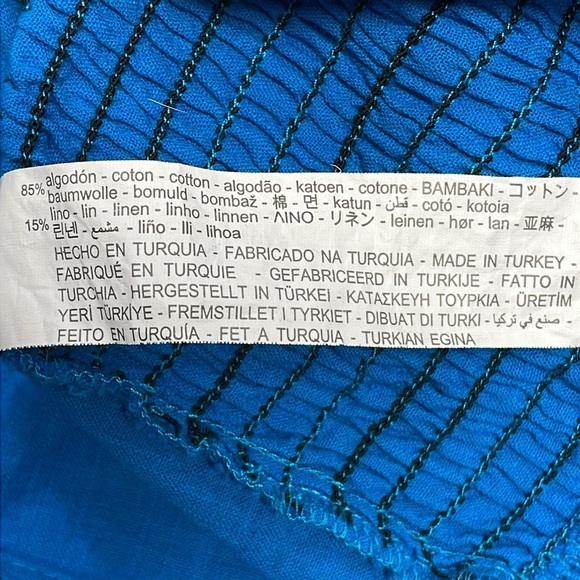 85% algodón - coton - cotton - algodão - katoen - cotone - BAMBAKI - コットン -
baumwolle - bomuld - bombaž - 棉 - 면 - katun - قطن - cotó - kotoia
15% lino - lin - linen - linho - linnen - ΛΙΝΟ - リネン - leinen - hør - lan - 亚麻 -
린네 - مشمع - liño - lli - lihoa
HECHO EN TURQUIA - FABRICADO NA TURQUIA - MADE IN TURKEY -
FABRIQUÉ EN TURQUIE - GEFABRICEERD IN TURKIJE - FATTO IN
TURCHIA - HERGESTELLT IN TÜRKEI - ΚΑΤΑΣΚΕΥΗ ΤΟΥΡΚΙΑ - ÜRETİM
YERİ TÜRKİYE - FREMSTILLET I TYRKIET - DIBUAT DI TURKI - صنع في تركيا -
FEITO EN TURQUÍA - FET A TURQUIA - TURKIAN EGINA